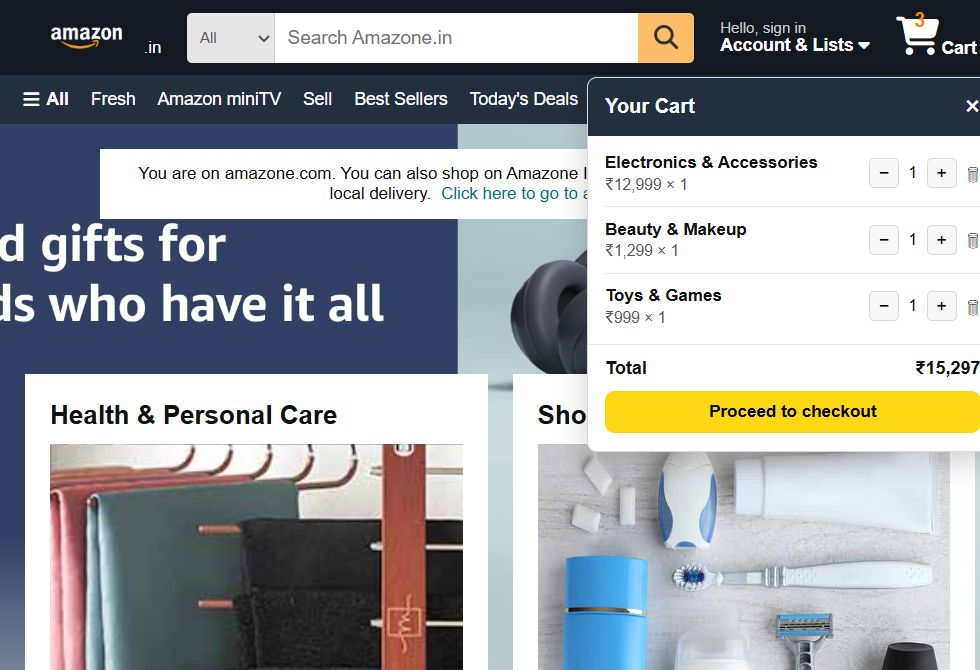 amazon
.in
All
Search Amazone.in
Hello, sign in
Account & Lists
3
Cart
All
Fresh
Amazon miniTV
Sell
Best Sellers
Today's Deals
Your Cart
×
Electronics & Accessories
₹12,999 × 1
− 1 +
Beauty & Makeup
₹1,299 × 1
− 1 +
Toys & Games
₹999 × 1
− 1 +
Total
₹15,297
Proceed to checkout
You are on amazone.com. You can also shop on Amazone
local delivery. Click here to go to
d gifts for
ds who have it all
Health & Personal Care
Sho